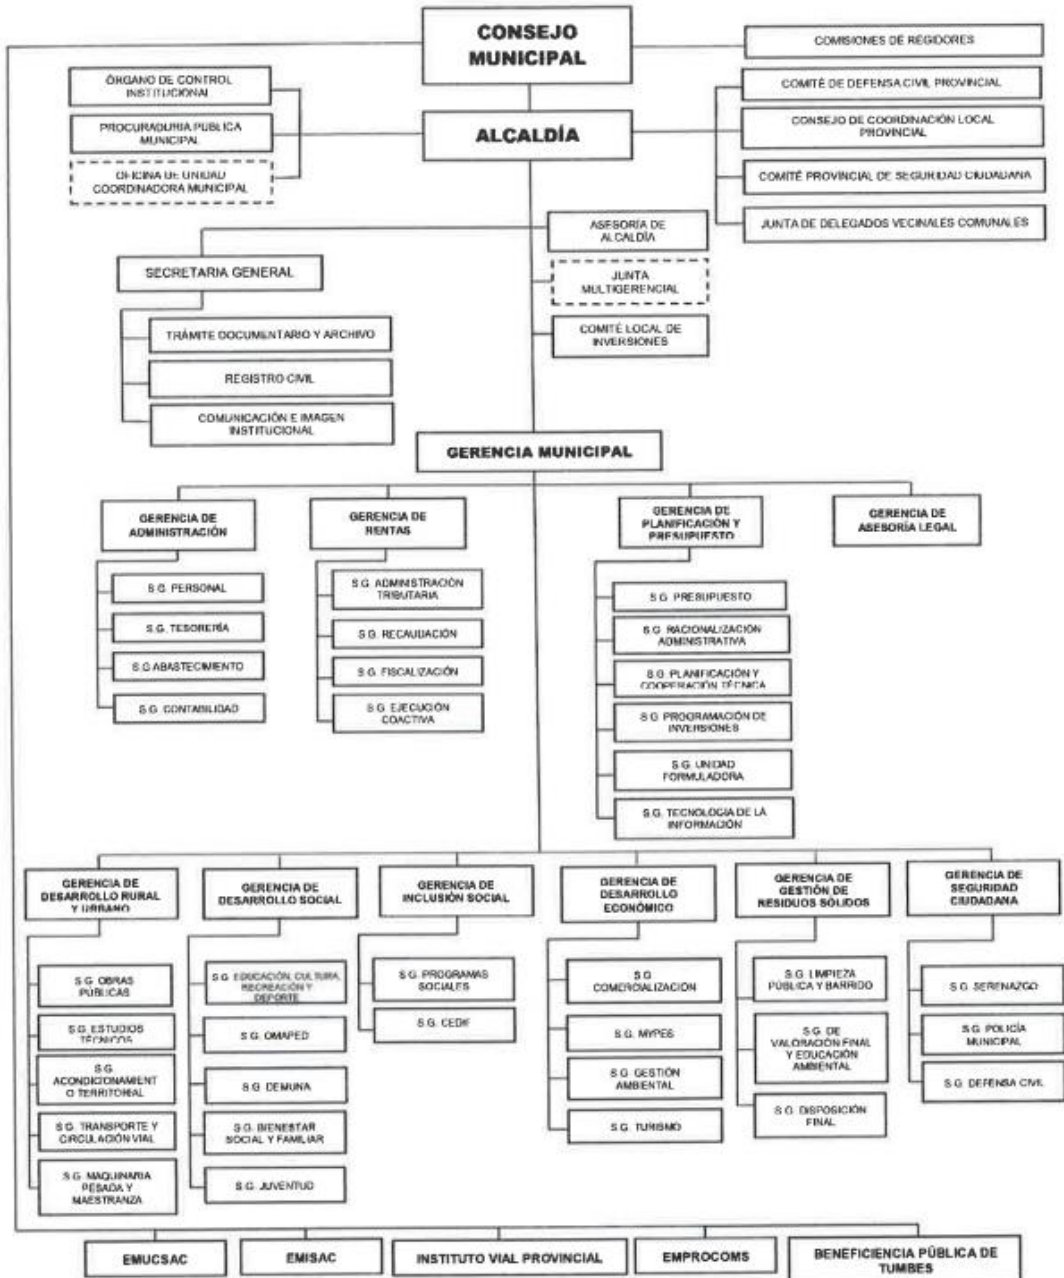 CONSEJO
MUNICIPAL
COMISIONES DE REGIDORES
ÓRGANO DE CONTROL
INSTITUCIONAL
COMITÉ DE DEFENSA CIVIL PROVINCIAL
PROCURADURIA PUBLICA
MUNICIPAL
ALCALDÍA
CONSEJO DE COORDINACIÓN LOCAL
PROVINCIAL
OFICINA DE UNIDAD
COORDINADORA MUNICIPAL
COMITÉ PROVINCIAL DE SEGURIDAD CIUDADANA
JUNTA DE DELEGADOS VECINALES COMUNALES
ASESORÍA DE
ALCALDÍA
SECRETARIA GENERAL
JUNTA
MULTIGERENCIAL
COMITÉ LOCAL DE
INVERSIONES
TRÁMITE DOCUMENTARIO Y ARCHIVO
REGISTRO CIVIL
COMUNICACIÓN E IMAGEN
INSTITUCIONAL
GERENCIA MUNICIPAL
GERENCIA DE
ADMINISTRACIÓN
GERENCIA DE
RENTAS
GERENCIA DE
PLANIFICACIÓN Y
PRESUPUESTO
GERENCIA DE
ASESORÍA LEGAL
S.G. PERSONAL
S.G. TESORERÍA
S.G ABASTECIMIENTO
S.G. CONTABILIDAD
S.G. ADMINISTRACIÓN
TRIBUTARIA
S.G. RECAUDACIÓN
S.G. FISCALIZACIÓN
S.G. EJECUCIÓN
COACTIVA
S.G. PRESUPUESTO
S.G. RACIONALIZACIÓN
ADMINISTRATIVA
S.G. PLANIFICACIÓN Y
COOPERACIÓN TÉCNICA
S.G. PROGRAMACIÓN DE
INVERSIONES
S.G. UNIDAD
FORMULADORA
S.G. TECNOLOGIA DE LA
INFORMACIÓN
GERENCIA DE
DESARROLLO RURAL
Y URBANO
GERENCIA DE
DESARROLLO SOCIAL
GERENCIA DE
INCLUSIÓN SOCIAL
GERENCIA DE
DESARROLLO
ECONÓMICO
GERENCIA DE
GESTIÓN DE
RESIDUOS SÓLIDOS
GERENCIA DE
SEGURIDAD
CIUDADANA
S.G. OBRAS
PÚBLICAS
S.G. ESTUDIOS
TÉCNICOS
S.G.
ACONDICIONAMIENT
O TERRITORIAL
S.G. TRANSPORTE Y
CIRCULACIÓN VIAL
S.G. MAQUINARIA
PESADA Y
MAESTRANZA
S.G. EDUCACIÓN, CULTURA,
RECREACIÓN Y
DEPORTE
S.G. OMAPED
S.G. DEMUNA
S.G. BIENESTAR
SOCIAL Y FAMILIAR
S.G. JUVENTUD
S.G. PROGRAMAS
SOCIALES
S.G. CEDIF
S.G.
COMERCIALIZACIÓN
S.G. MYPES
S.G. GESTIÓN
AMBIENTAL
S.G. TURISMO
S.G. LIMPIEZA
PÚBLICA Y BARRIDO
S.G. DE
VALORACIÓN FINAL
Y EDUCACIÓN
AMBIENTAL
S.G. DISPOSICIÓN
FINAL
S.G. SERENAZGO
S.G. POLICÍA
MUNICIPAL
S.G. DEFENSA CIVIL
EMUCSAC
EMISAC
INSTITUTO VIAL PROVINCIAL
EMPROCOMS
BENEFICIENCIA PÚBLICA DE
TUMBES